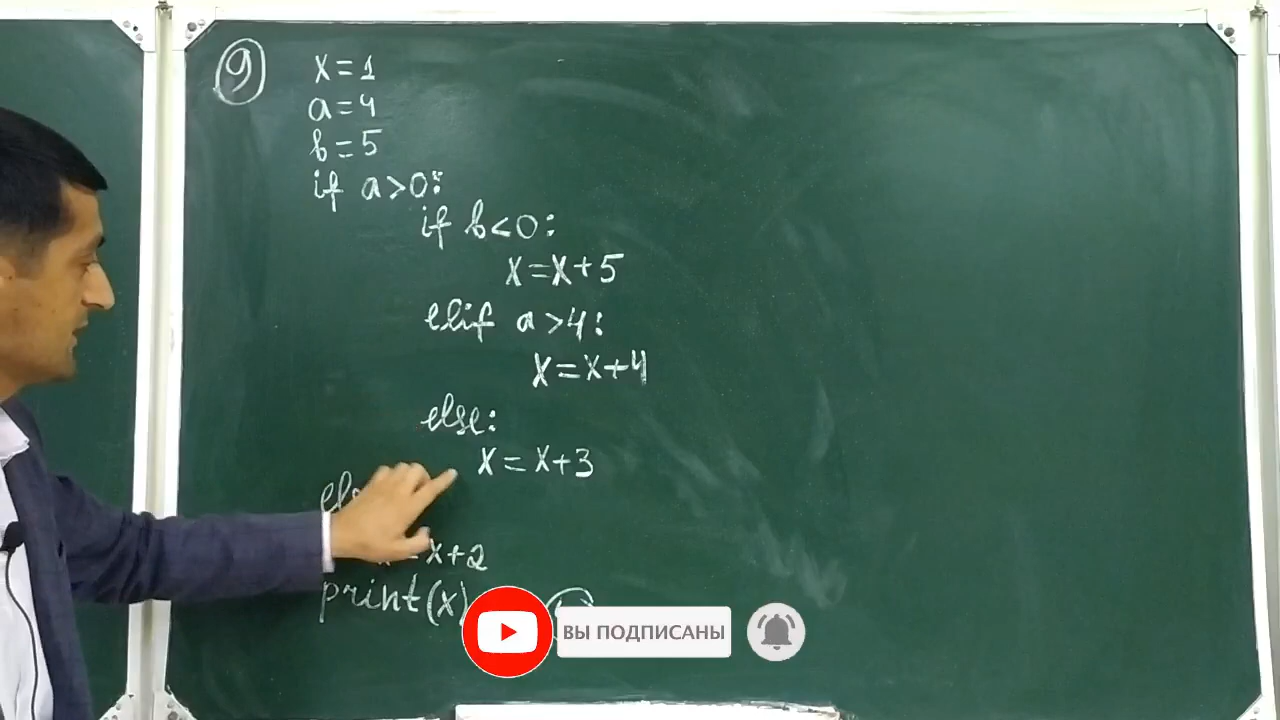 9
x=1
a=4
b=5
if a>0:
if b<0:
x=x+5
elif a>4:
x=x+4
else:
x=x+3
x+2
print(x)
ВЫ ПОДПИСАНЫ